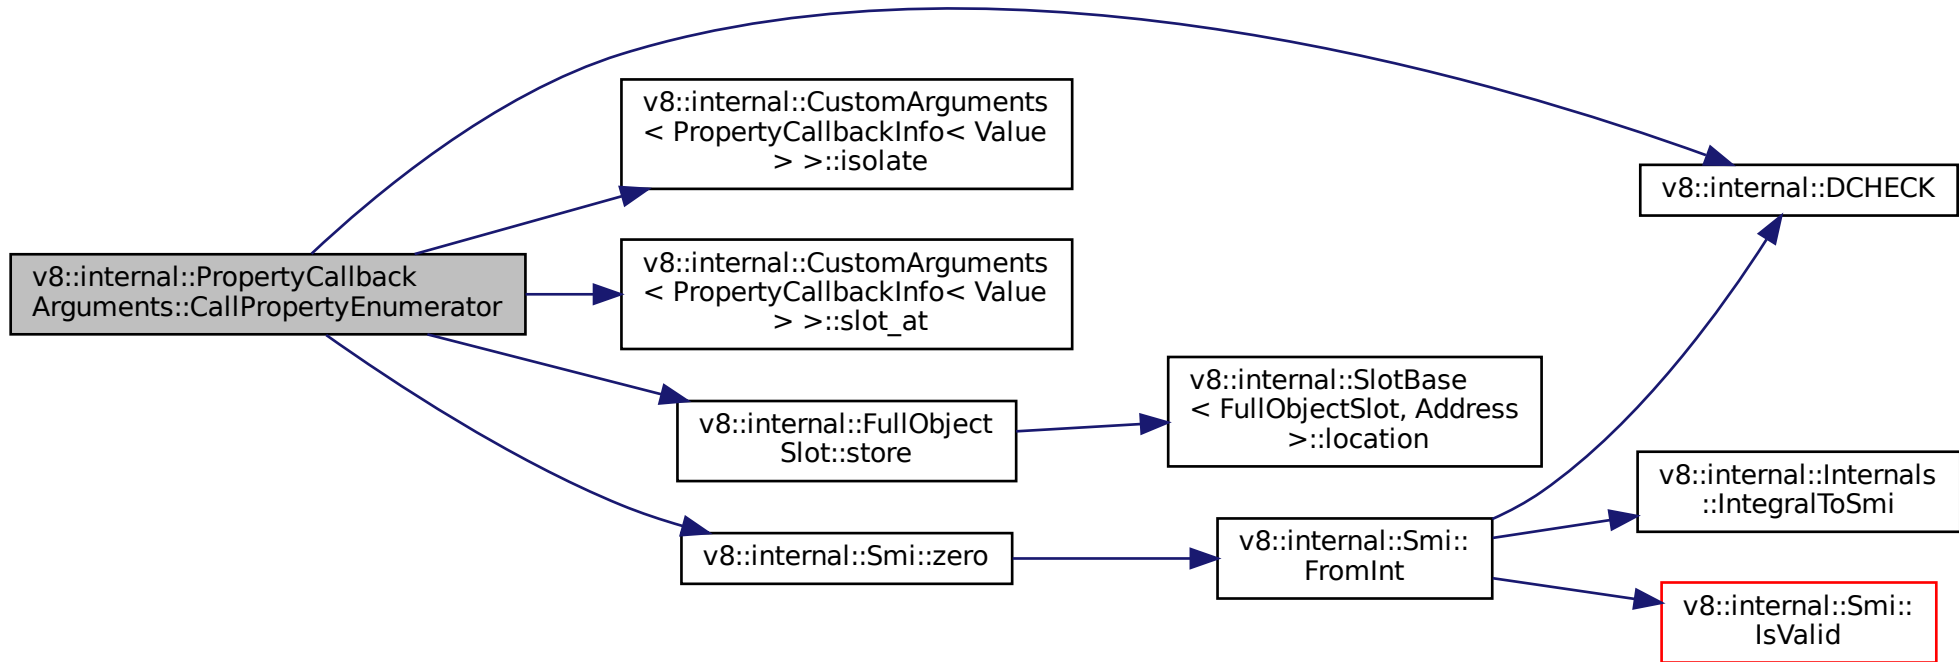 v8::internal::PropertyCallback
Arguments::CallPropertyEnumerator
v8::internal::CustomArguments
< PropertyCallbackInfo< Value
> >::isolate
v8::internal::CustomArguments
< PropertyCallbackInfo< Value
> >::slot_at
v8::internal::FullObject
Slot::store
v8::internal::Smi::zero
v8::internal::SlotBase
< FullObjectSlot, Address
>::location
v8::internal::Smi::
FromInt
v8::internal::DCHECK
v8::internal::Internals
::IntegralToSmi
v8::internal::Smi::
IsValid